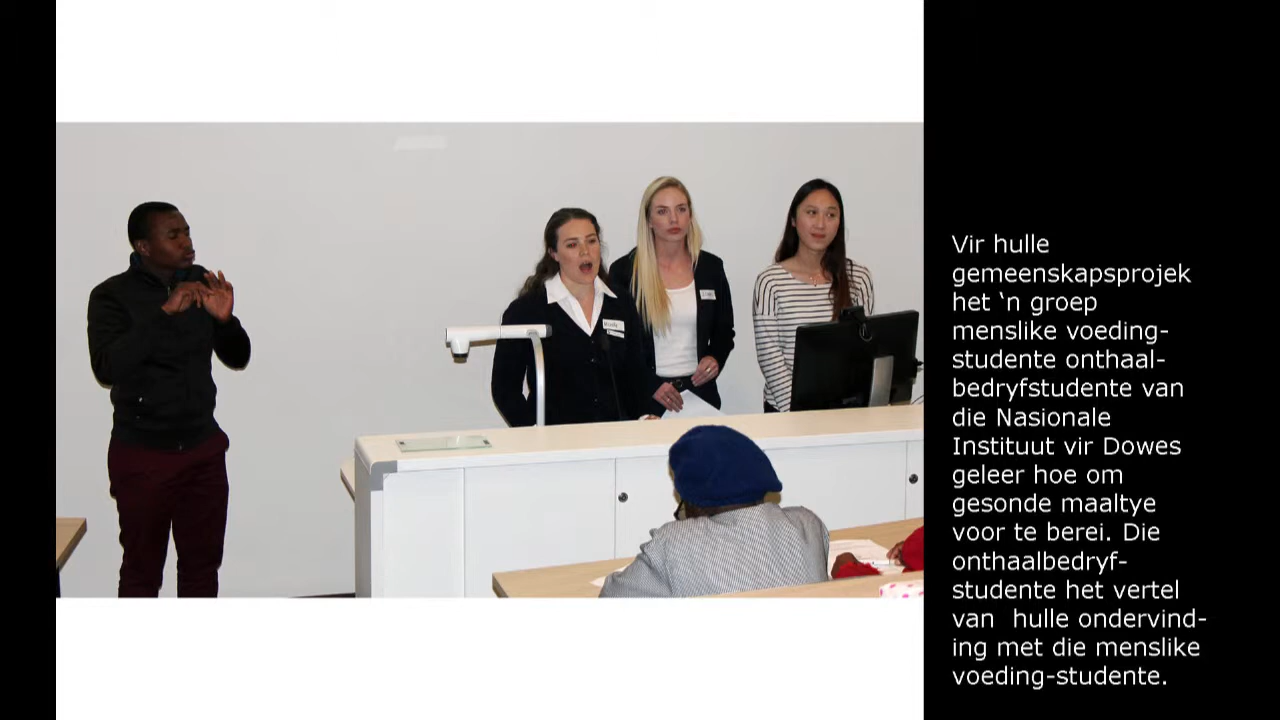 Vir hulle
gemeenskapsprojek
het ‘n groep
menslike voeding-
studente onthaal-
bedryfstudente van
die Nasionale
Instituut vir Dowes
geleer hoe om
gesonde maaltye
voor te berei. Die
onthaalbedryf-
studente het vertel
van  hulle ondervind-
ing met die menslike
voeding-studente.